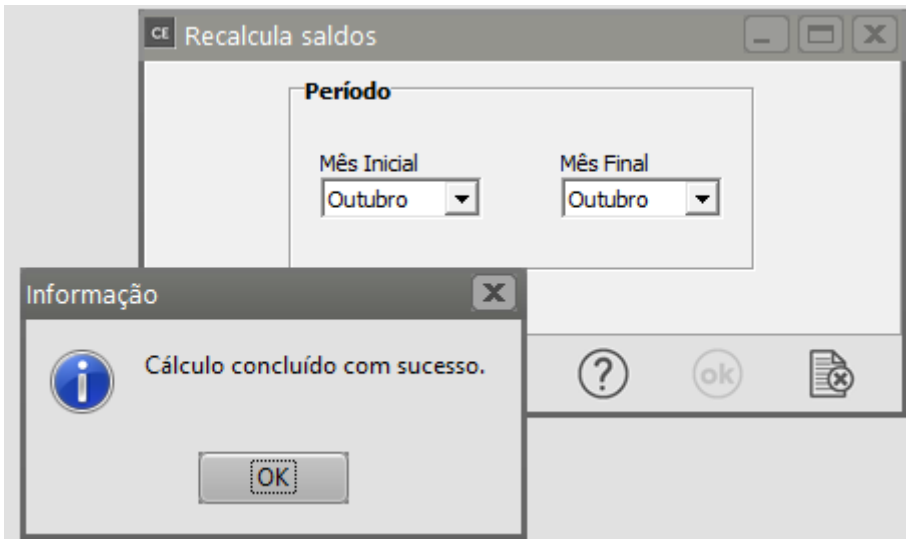 CE Recalcula saldos
Período
Mês Inicial Mês Final
Outubro Outubro
Informação
Cálculo concluído com sucesso.
OK
? ok